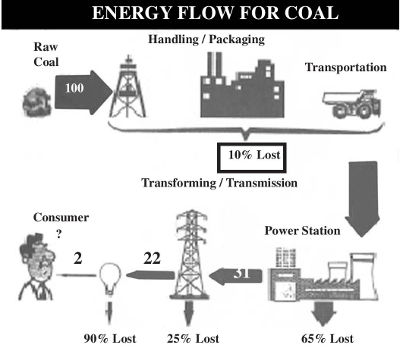 ENERGY FLOW FOR COAL
Handling / Packaging
Raw
Coal
Transportation
100
10% Lost
Transforming / Transmission
Consumer
?
Power Station
2
22
31
90% Lost
25% Lost
65% Lost